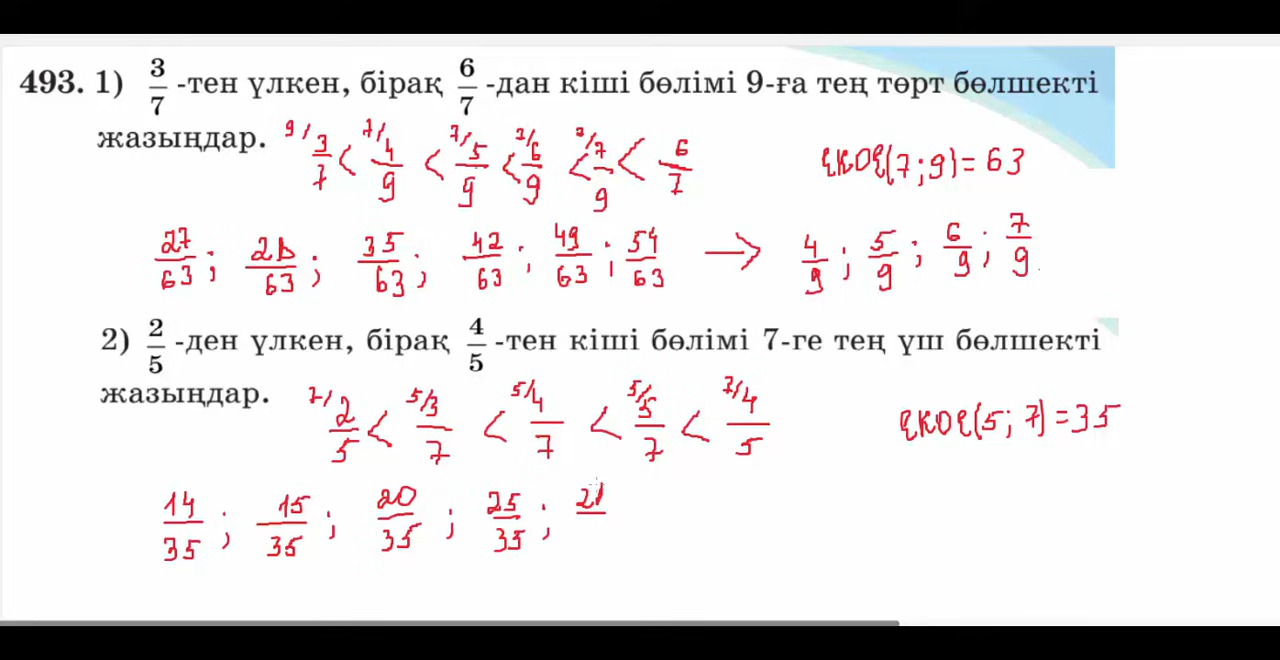 493. 1) 3/7 -тен үлкен, бірақ 6/7 -дан кіші бөлімі 9-ға тең төрт бөлшекті
жазыңдар. 9/ 3/7 < 7/ 4/9 < 7/ 5/9 < 7/ 6/9 < 7/ 7/9 < 6/7 ЕКОЕ(7;9)=63
27/63; 28/63; 35/63; 42/63; 49/63; 54/63 → 4/9; 5/9; 6/9; 7/9
2) 2/5 -ден үлкен, бірақ 4/5 -тен кіші бөлімі 7-ге тең үш бөлшекті
жазыңдар. 7/ 2/5 < 5/ 3/7 < 5/ 4/7 < 5/ 5/7 < 7/ 4/5 ЕКОЕ(5;7)=35
14/35; 15/35; 20/35; 25/35;